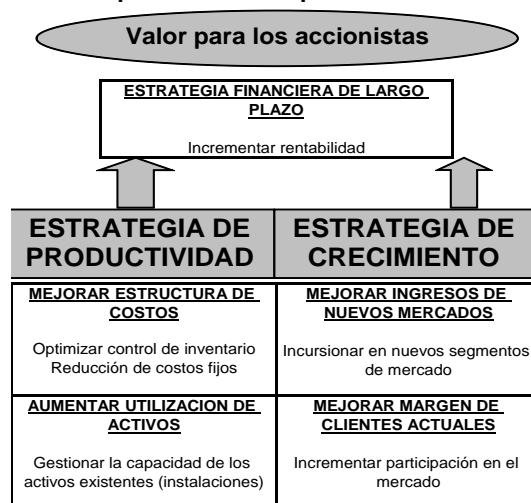 Valor para los accionistas
ESTRATEGIA FINANCIERA DE LARGO
PLAZO
Incrementar rentabilidad
ESTRATEGIA DE
PRODUCTIVIDAD
ESTRATEGIA DE
CRECIMIENTO
MEJORAR ESTRUCTURA DE
COSTOS
Optimizar control de inventario
Reducción de costos fijos
MEJORAR INGRESOS DE
NUEVOS MERCADOS
Incursionar en nuevos segmentos
de mercado
AUMENTAR UTILIZACION DE
ACTIVOS
Gestionar la capacidad de los
activos existentes (instalaciones)
MEJORAR MARGEN DE
CLIENTES ACTUALES
Incrementar participación en el
mercado